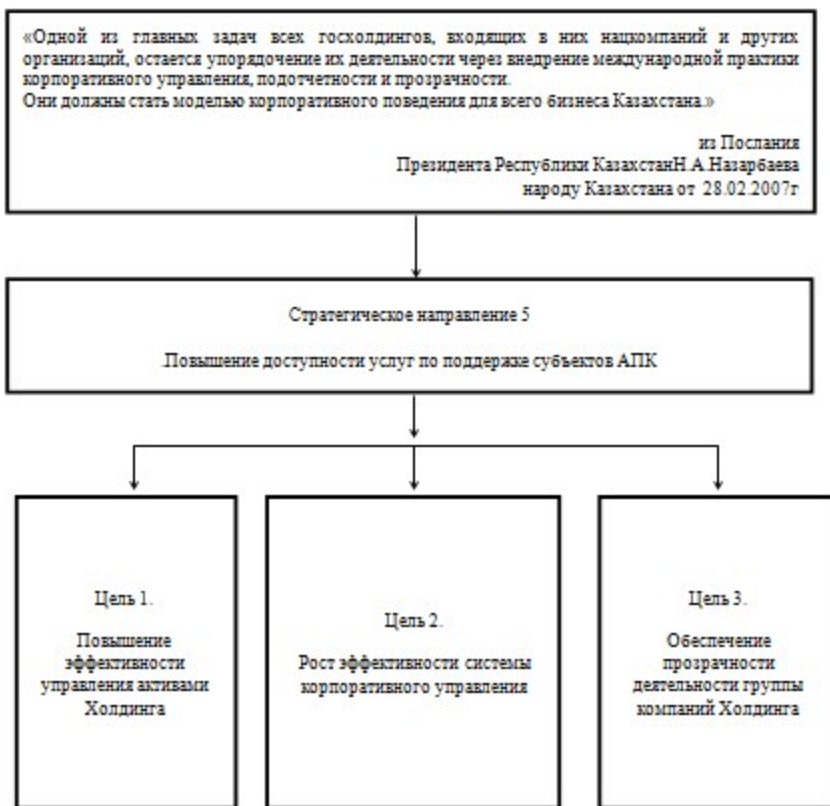 «Одной из главных задач всех госхолдингов, входящих в них нацкомпаний и других
организаций, остается упорядочение их деятельности через внедрение международной практики
корпоративного управления, подотчетности и прозрачности.
Они должны стать моделью корпоративного поведения для всего бизнеса Казахстана.»
из Послания
Президента Республики КазахстанН.А.Назарбаева
народу Казахстана от 28.02.2007г
Стратегическое направление 5
.Повышение доступности услуг по поддержке субъектов АПК
Цель 1.
Повышение
эффективности
управления активами
Холдинга
Цель 2.
Рост эффективности системы
корпоративного управления
Цель 3.
Обеспечение
прозрачности
деятельности группы
компаний Холдинга